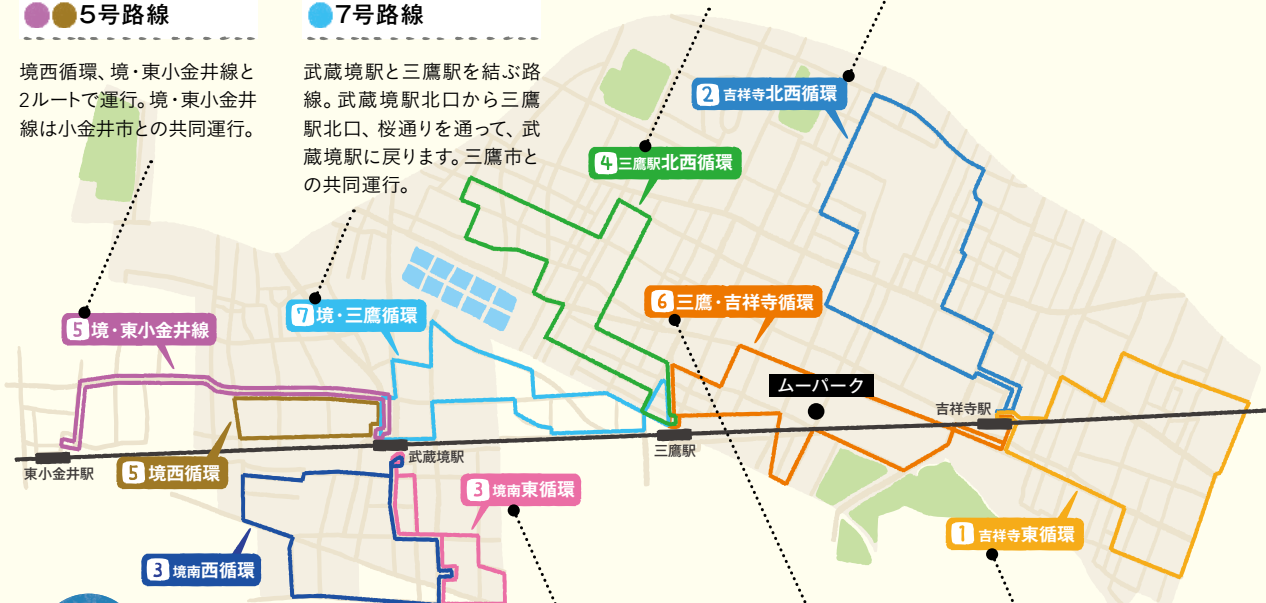 5号路線
境西循環、境・東小金井線と
2ルートで運行。境・東小金井
線は小金井市との共同運行。
7号路線
武蔵境駅と三鷹駅を結ぶ路
線。武蔵境駅北口から三鷹
駅北口、桜通りを通って、武
蔵境駅に戻ります。三鷹市と
の共同運行。
2 吉祥寺北西循環
4 三鷹駅北西循環
6 三鷹・吉祥寺循環
7 境・三鷹循環
5 境・東小金井線
ムーパーク
吉祥寺駅
三鷹駅
武蔵境駅
東小金井駅
5 境西循環
3 境南東循環
1 吉祥寺東循環
3 境南西循環